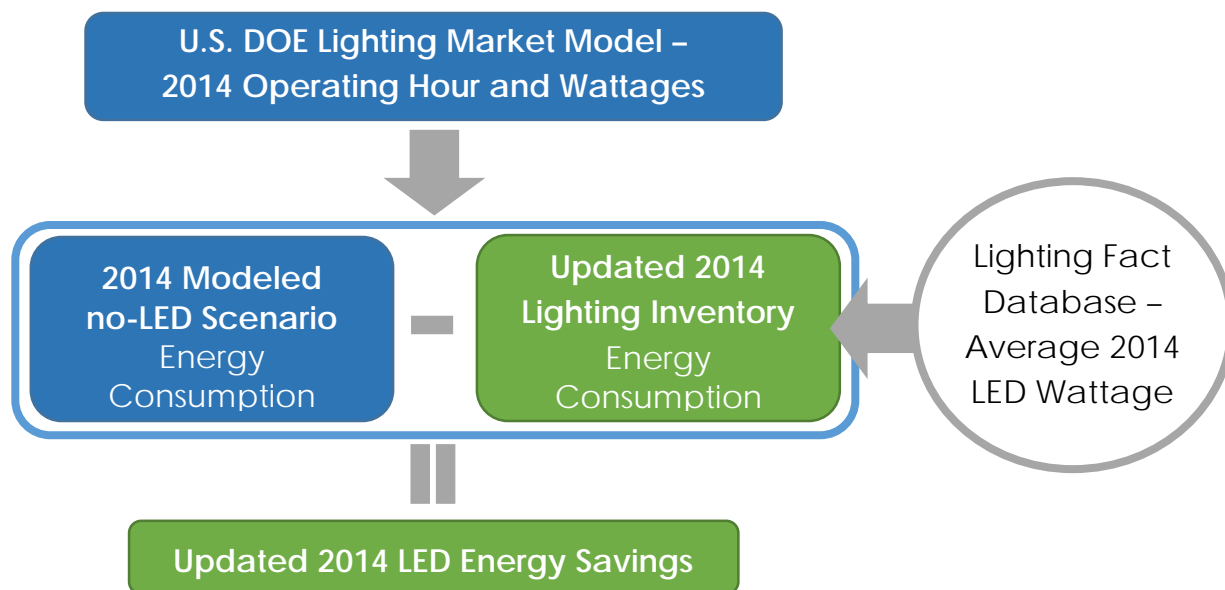 U.S. DOE Lighting Market Model –
2014 Operating Hour and Wattages
2014 Modeled
no-LED Scenario
Energy
Consumption
Updated 2014
Lighting Inventory
Energy
Consumption
Lighting Fact
Database –
Average 2014
LED Wattage
Updated 2014 LED Energy Savings